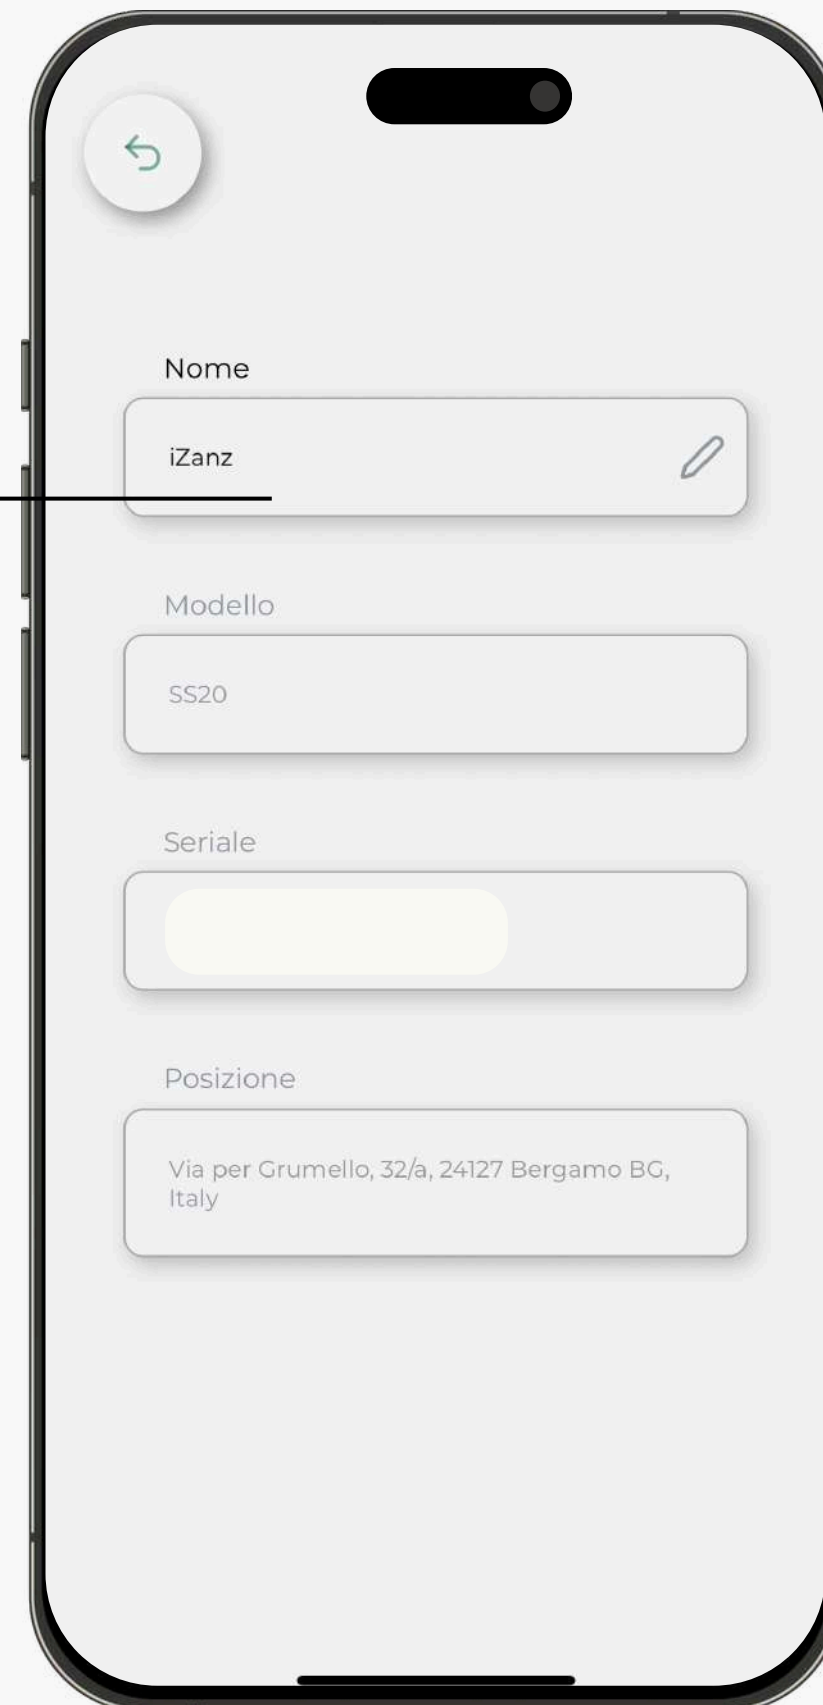 Nome
iZanz
Modello
SS20
Seriale
Posizione
Via per Grumello, 32/a, 24127 Bergamo BG,
Italy